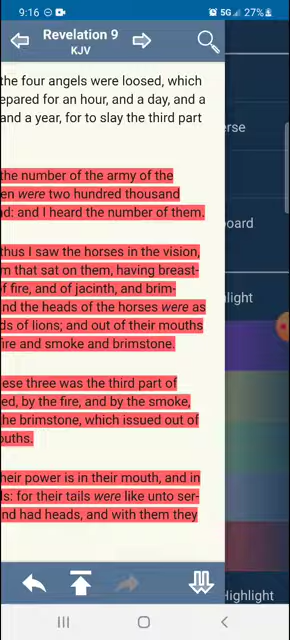 9:16 5G 27%
Revelation 9
KJV
the four angels were loosed, which
epared for an hour, and a day, and a
and a year, for to slay the third part
erse
the number of the army of the
en were two hundred thousand
ad: and I heard the number of them.
oard
thus I saw the horses in the vision,
m that sat on them, having breast-
of fire, and of jacinth, and brim-
nd the heads of the horses were as
ds of lions; and out of their mouths
fire and smoke and brimstone.
light
ese three was the third part of
ed, by the fire, and by the smoke,
he brimstone, which issued out of
ouths.
heir power is in their mouth, and in
ls: for their tails were like unto ser-
nd had heads, and with them they
Highlight